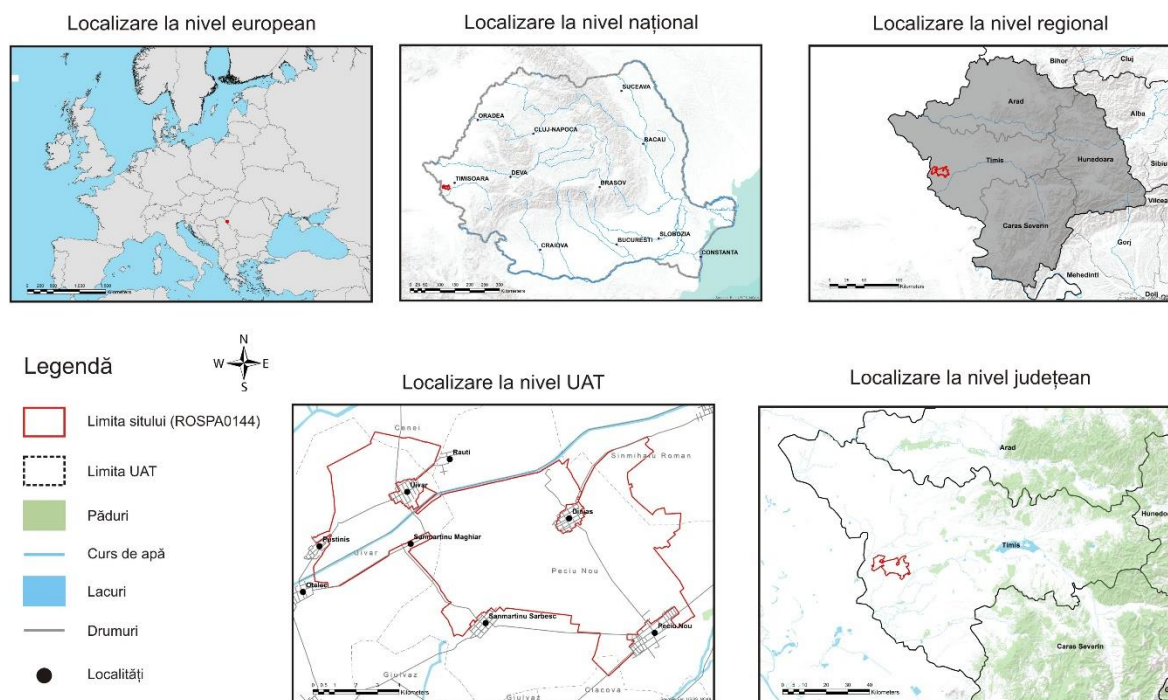 Localizare la nivel european
Localizare la nivel național
Localizare la nivel regional
Kilometers
SUCEAVA
ORADEA
CLUJ-NAPOCA
BACAU
TIMISOARA
DEVA
BRASOV
CRAIOVA
BUCURESTI
SLOBOZIA
CONSTANTA
Kilometers
Bihor
Cluj
Arad
Alba
Timis
Hunedoara
Sibiu
Caras Severin
Vilcea
Gorj
Mehedinti
Dolj
Kilometers
Legendă
N
W
E
S
Limita sitului (ROSPA0144)
Limita UAT
Păduri
Curs de apă
Lacuri
Drumuri
Localități
Localizare la nivel UAT
Cenei
Rauti
Sinmihaiu Roman
Uivar
Dinias
Pustinis
Sanmartinu Maghiar
Uivar
Otelec
Peciu Nou
Sanmartinu Sarbesc
Peciu Nou
Giulvaz
Giulvaz
Ciacova
Kilometers
Localizare la nivel județean
Arad
Timis
Caras Severin
Kilometers